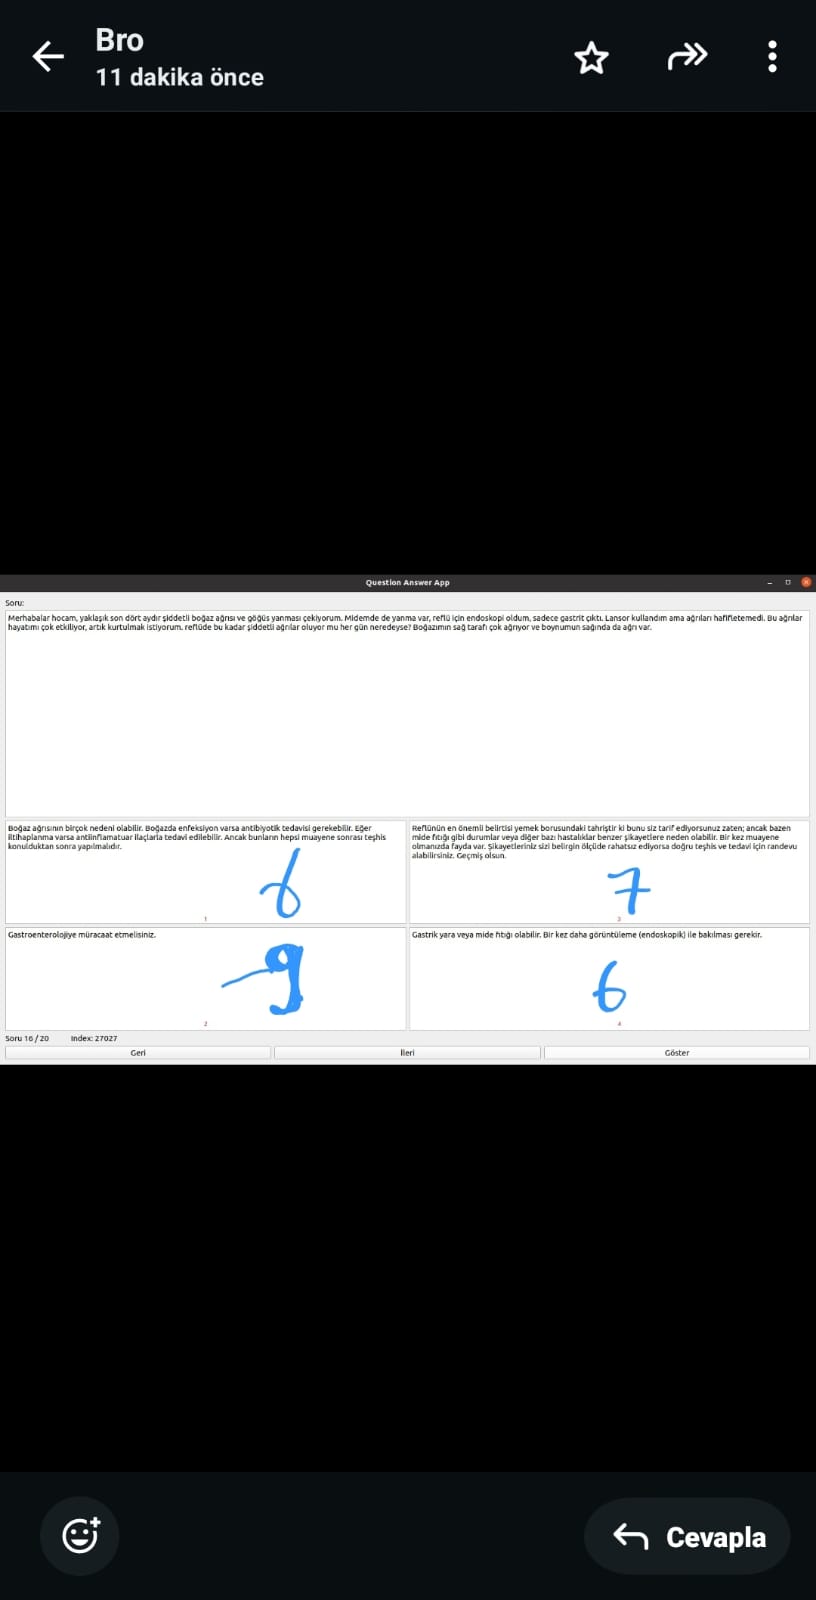 Bro
11 dakika önce
Question Answer App
Soru:
Merhabalar hocam, yaklaşık son dört aydır şiddetli boğaz ağrısı ve göğüs yanması çekiyorum. Midemde de yanma var, reflü için endoskopi oldum, sadece gastrit çıktı. Lansor kullandım ama ağrıları hafifletemedi. Bu ağrılar
hayatımı çok etkiliyor, artık kurtulmak istiyorum. reflüde bu kadar şiddetli ağrılar oluyor mu her gün neredeyse? Boğazımın sağ tarafı çok ağrıyor ve boynumun sağında da ağrı var.
Boğaz ağrısının birçok nedeni olabilir. Boğazda enfeksiyon varsa antibiyotik tedavisi gerekebilir. Eğer
iltihaplanma varsa antiinflamatuar ilaçlarla tedavi edilebilir. Ancak bunların hepsi muayene sonrası teşhis
konulduktan sonra yapılmalıdır.
6
1
Reflünün en önemli belirtisi yemek borusundaki tahriştir ki bunu siz tarif ediyorsunuz zaten; ancak bazen
mide fıtığı gibi durumlar veya diğer bazı hastalıklar benzer şikayetlere neden olabilir. Bir kez muayene
olmanızda fayda var. Şikayetleriniz sizi belirgin ölçüde rahatsız ediyorsa doğru teşhis ve tedavi için randevu
alabilirsiniz. Geçmiş olsun.
7
3
Gastroenterolojiye müracaat etmelisiniz.
9
2
Gastrik yara veya mide fıtığı olabilir. Bir kez daha görüntüleme (endoskopik) ile bakılması gerekir.
6
4
Soru 16 / 20 Index: 27027
Geri İleri Göster
Cevapla